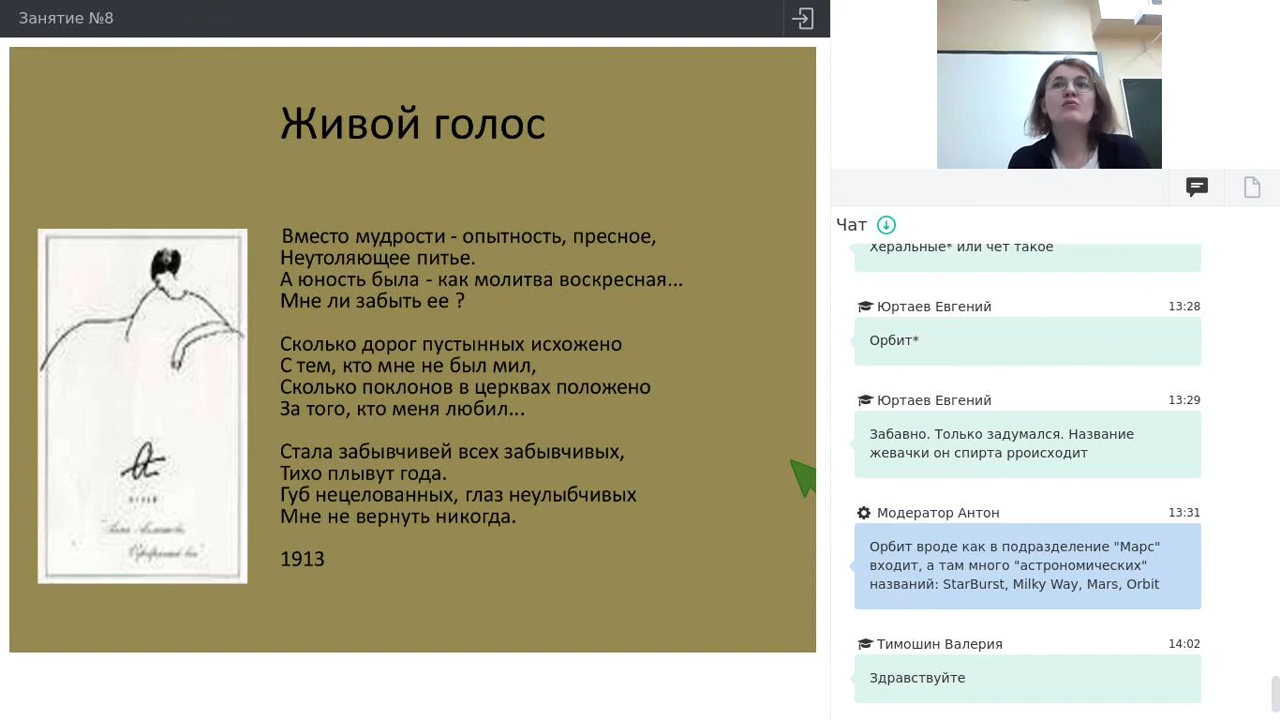 Занятие №8
Живой голос
Вместо мудрости - опытность, пресное,
Неутоляющее питье.
А юность была - как молитва воскресная...
Мне ли забыть ее ?
Сколько дорог пустынных исхожено
С тем, кто мне не был мил,
Сколько поклонов в церквах положено
За того, кто меня любил...
Стала забывчивей всех забывчивых,
Тихо плывут года.
Губ нецелованных, глаз неулыбчивых
Мне не вернуть никогда.
1913
Чат
Херальные* или чет такое
Юртаев Евгений 13:28
Орбит*
Юртаев Евгений 13:29
Забавно. Только задумался. Название
жевачки он спирта рроисходит
Модератор Антон 13:31
Орбит вроде как в подразделение "Марс"
входит, а там много "астрономических"
названий: StarBurst, Milky Way, Mars, Orbit
Тимошин Валерия 14:02
Здравствуйте